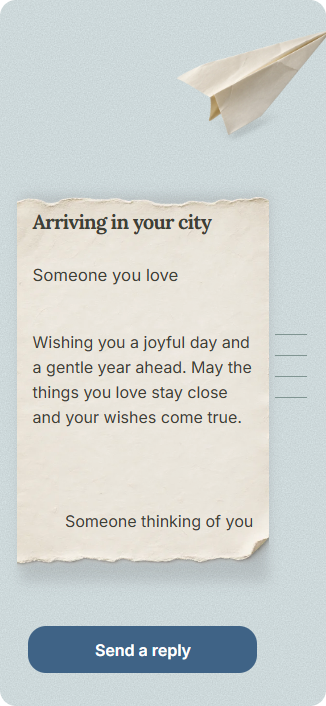 Arriving in your city
Someone you love
Wishing you a joyful day and
a gentle year ahead. May the
things you love stay close
and your wishes come true.
Someone thinking of you
Send a reply